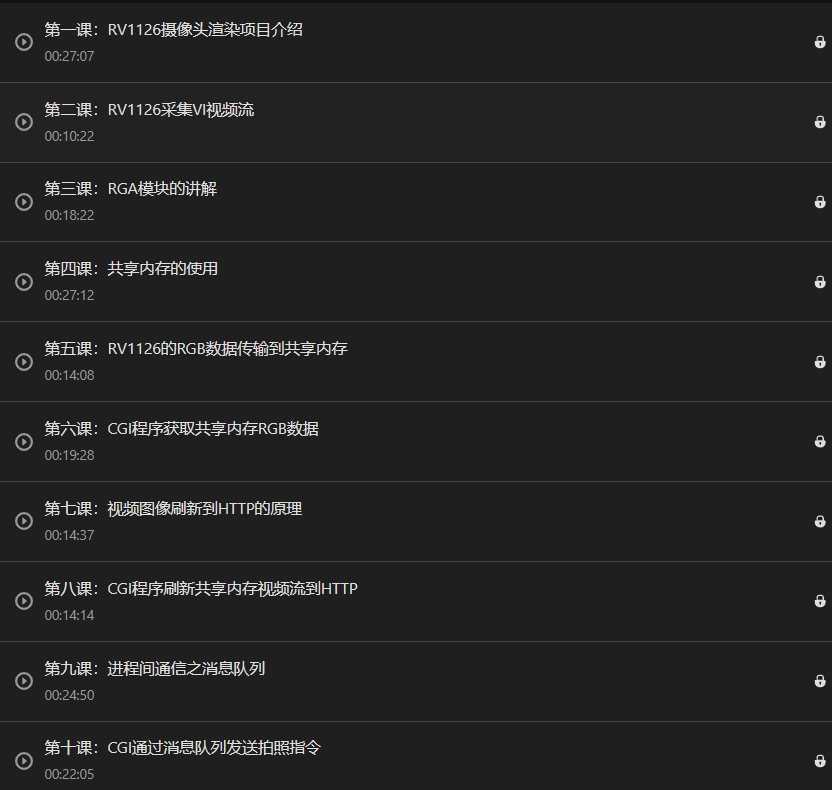 第一课：RV1126摄像头渲染项目介绍
00:27:07
第二课：RV1126采集VI视频流
00:10:22
第三课：RGA模块的讲解
00:18:22
第四课：共享内存的使用
00:27:12
第五课：RV1126的RGB数据传输到共享内存
00:14:08
第六课：CGI程序获取共享内存RGB数据
00:19:28
第七课：视频图像刷新到HTTP的原理
00:14:37
第八课：CGI程序刷新共享内存视频流到HTTP
00:14:14
第九课：进程间通信之消息队列
00:24:50
第十课：CGI通过消息队列发送拍照指令
00:22:05